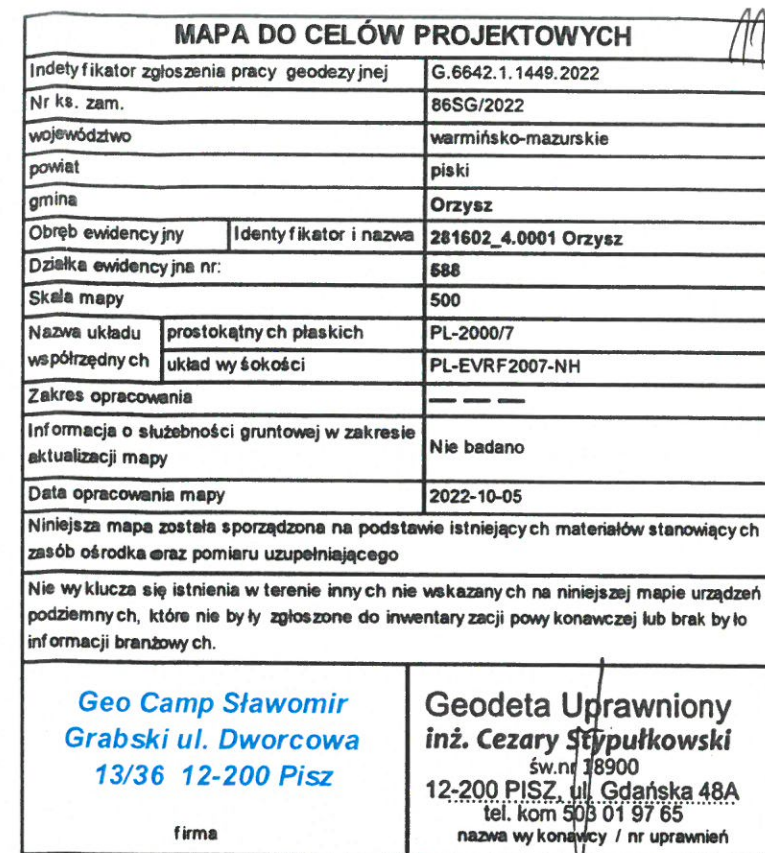 MAPA DO CELÓW PROJEKTOWYCH
Indetyfikator zgłoszenia pracy geodezyjnej G.6642.1.1449.2022
Nr ks. zam. 86SG/2022
województwo warmińsko-mazurskie
powiat piski
gmina Orzysz
Obręb ewidencyjny Identyfikator i nazwa 281602_4.0001 Orzysz
Działka ewidencyjna nr: 588
Skala mapy 500
Nazwa układu współrzędnych
prostokątnych płaskich PL-2000/7
układ wyśokości PL-EVRF2007-NH
Zakres opracowania
Informacja o służebności gruntowej w zakresie
aktualizacji mapy Nie badano
Data opracowania mapy 2022-10-05
Niniejsza mapa została sporządzona na podstawie istniejących materiałów stanowiących
zasób ośrodka oraz pomiaru uzupełniającego
Nie wyklucza się istnienia w terenie innych nie wskazanych na niniejszej mapie urządzeń
podziemnych, które nie były zgłoszone do inwentaryzacji powykonawczej lub brak było
informacji branżowych.
Geo Camp Sławomir
Grabski ul. Dworcowa
13/36 12-200 Pisz
firma
Geodeta Uprawniony
inż. Cezary Stypułkowski
św.nr 18900
12-200 PISZ, ul. Gdańska 48A
tel. kom 503 01 97 65
nazwa wykonawcy / nr uprawnień